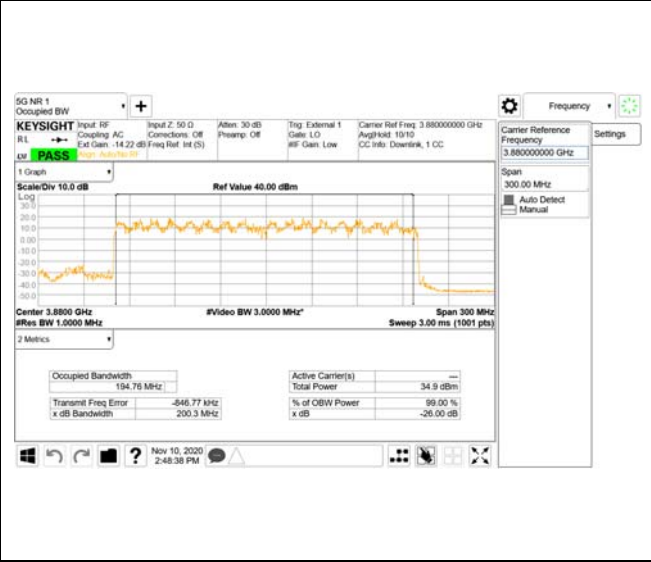 5G NR 1
Occupied BW
KEYSIGHT
Input: RF
Input Z: 50 Ω
Atten: 30 dB
Trig: External 1
Carrier Ref Freq: 3.880000000 GHz
R L
Coupling: AC
Corrections: Off
Preamp: Off
Gate: LO
Avg|Hold: 10/10
Ext Gain: -14.22 dB
Freq Ref: Int (S)
#IF Gain: Low
CC Info: Downlink, 1 CC
PASS
Align: Auto/No RF
Frequency
Carrier Reference
Frequency
3.880000000 GHz
Settings
Span
300.00 MHz
Auto Detect
Manual
1 Graph
Scale/Div 10.0 dB
Ref Value 40.00 dBm
Log
30.0
20.0
10.0
0.00
-10.0
-20.0
-30.0
-40.0
-50.0
Center 3.8800 GHz
#Video BW 3.0000 MHz*
Span 300 MHz
#Res BW 1.0000 MHz
Sweep 3.00 ms (1001 pts)
2 Metrics
Occupied Bandwidth
194.76 MHz
Transmit Freq Error
-846.77 kHz
x dB Bandwidth
200.3 MHz
Active Carrier(s)
—
Total Power
34.9 dBm
% of OBW Power
99.00 %
x dB
-26.00 dB
?
Nov 10, 2020
2:48:38 PM